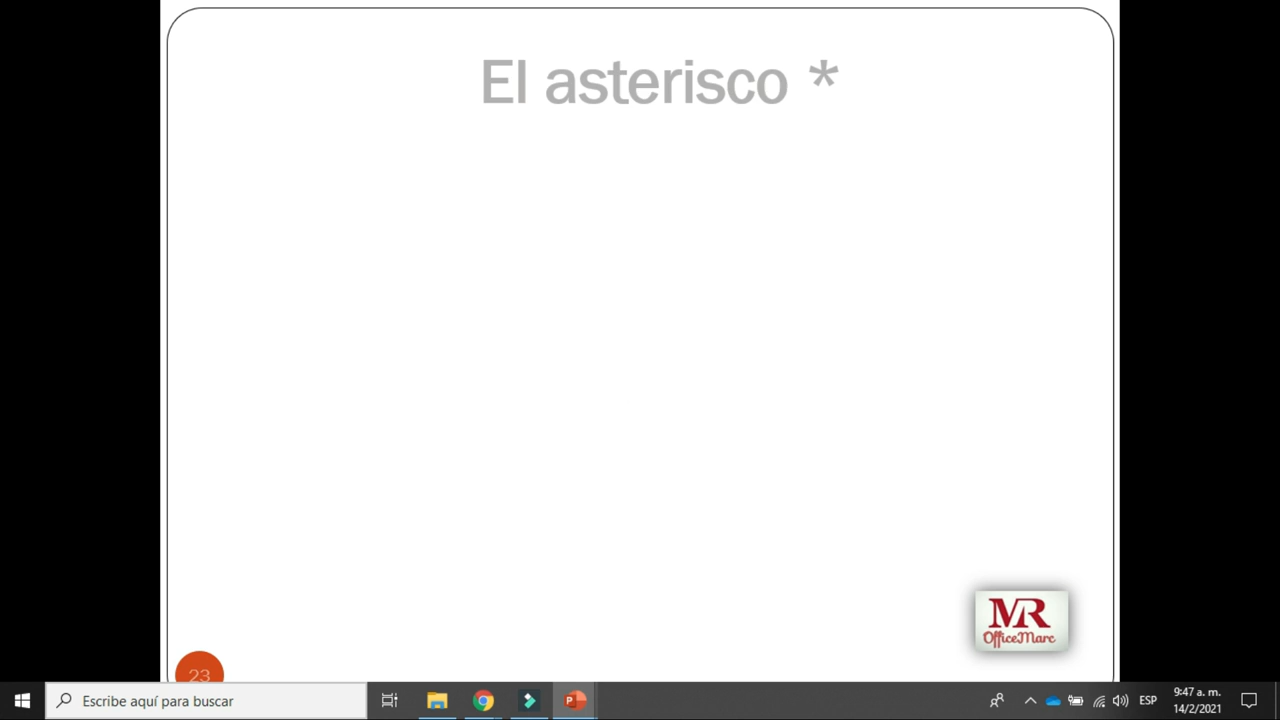 El asterisco *
MR
OfficeMarc
23
Escribe aquí para buscar
ESP
9:47 a. m.
14/2/2021